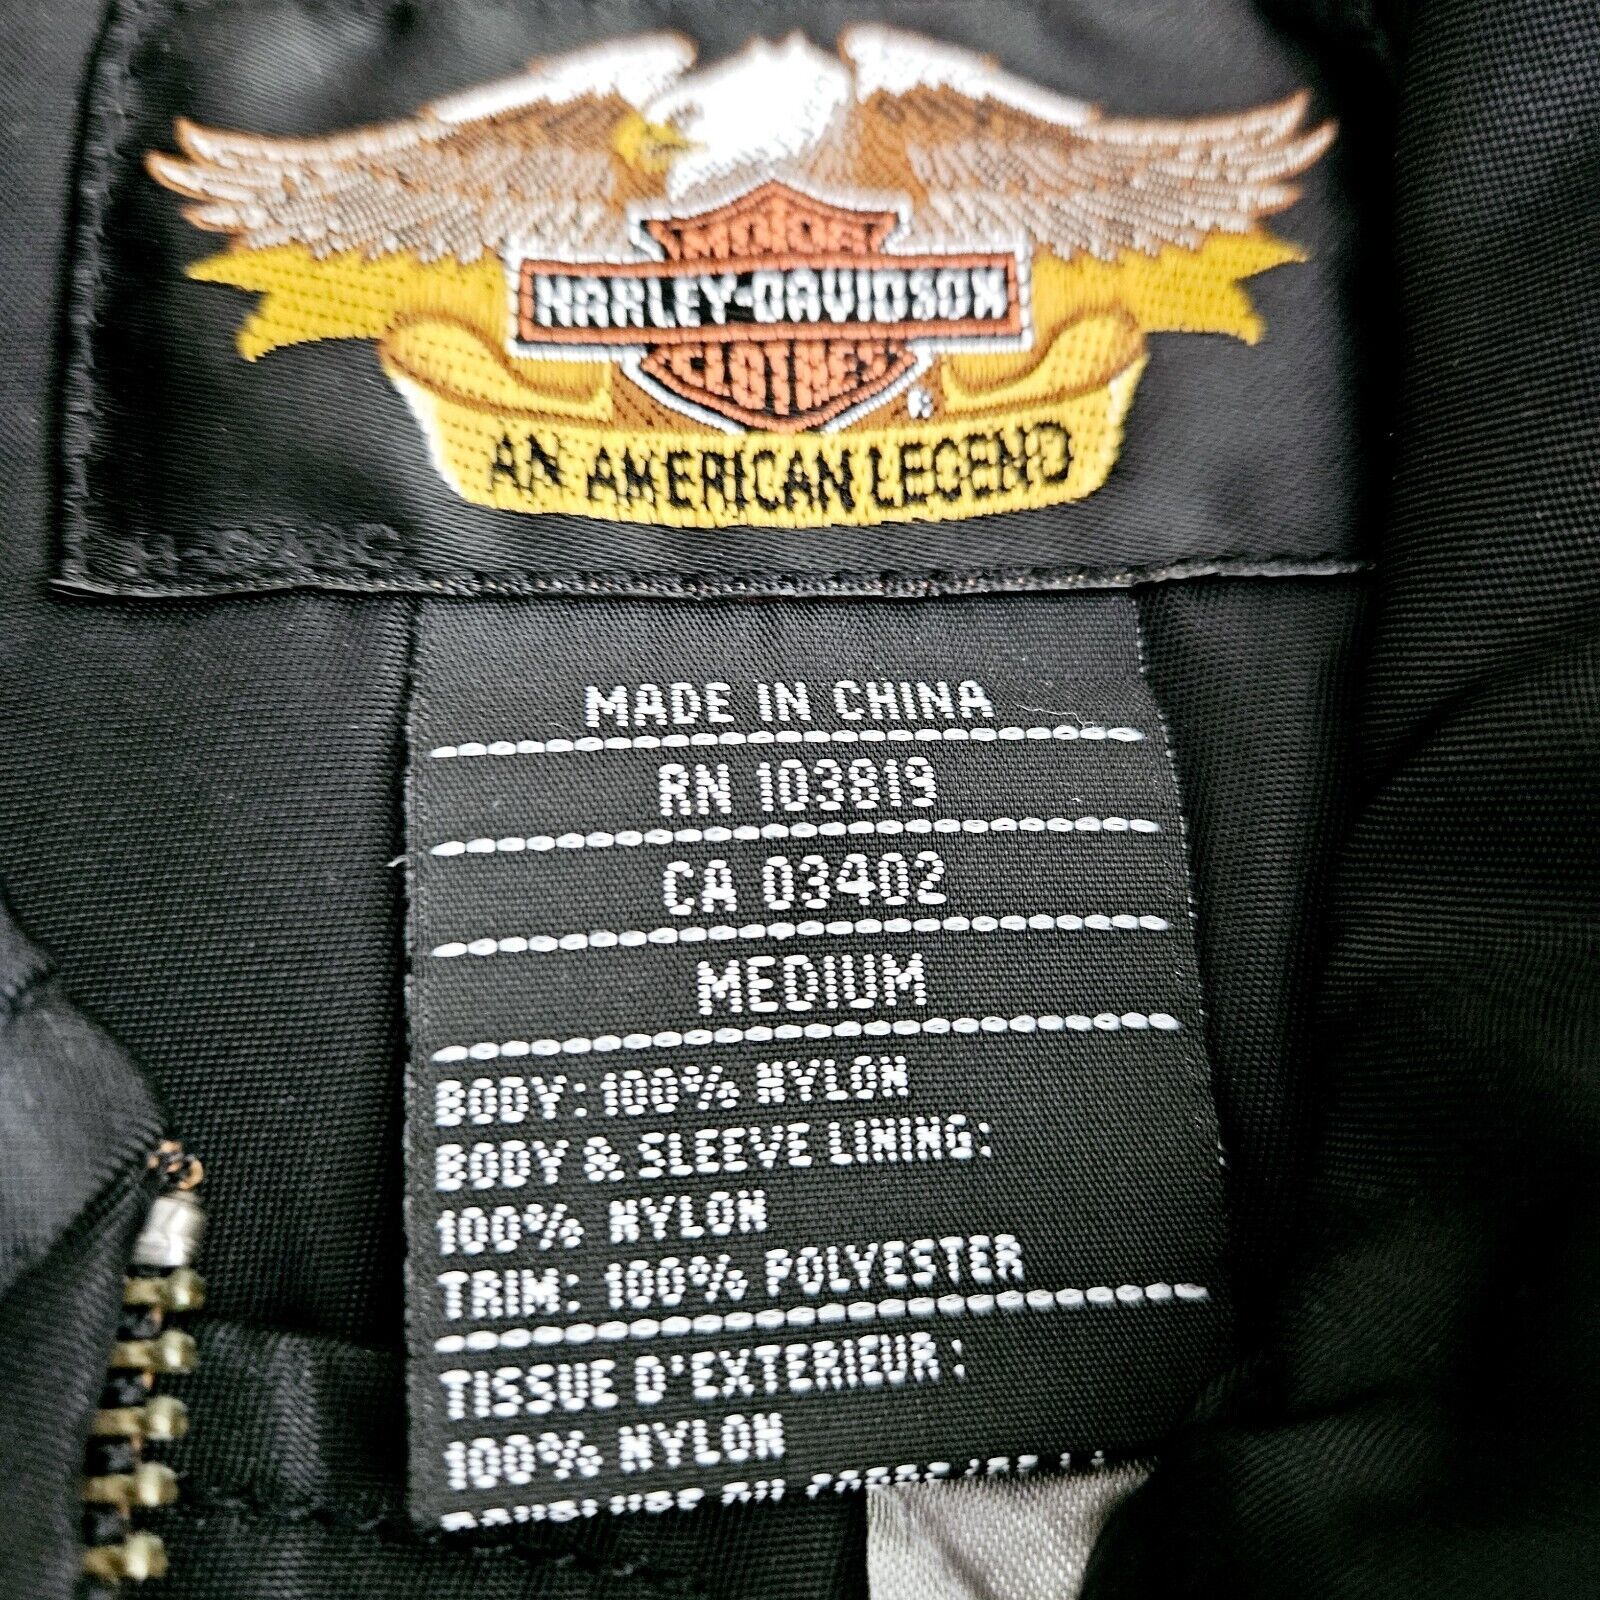 MOTOR
HARLEY-DAVIDSON
CLOTHES
®
AN AMERICAN LEGEND
MADE IN CHINA
RN 103819
CA 03402
MEDIUM
BODY: 100% NYLON
BODY & SLEEVE LINING:
100% NYLON
TRIM: 100% POLYESTER
TISSUE D'EXTERIEUR:
100% NYLON